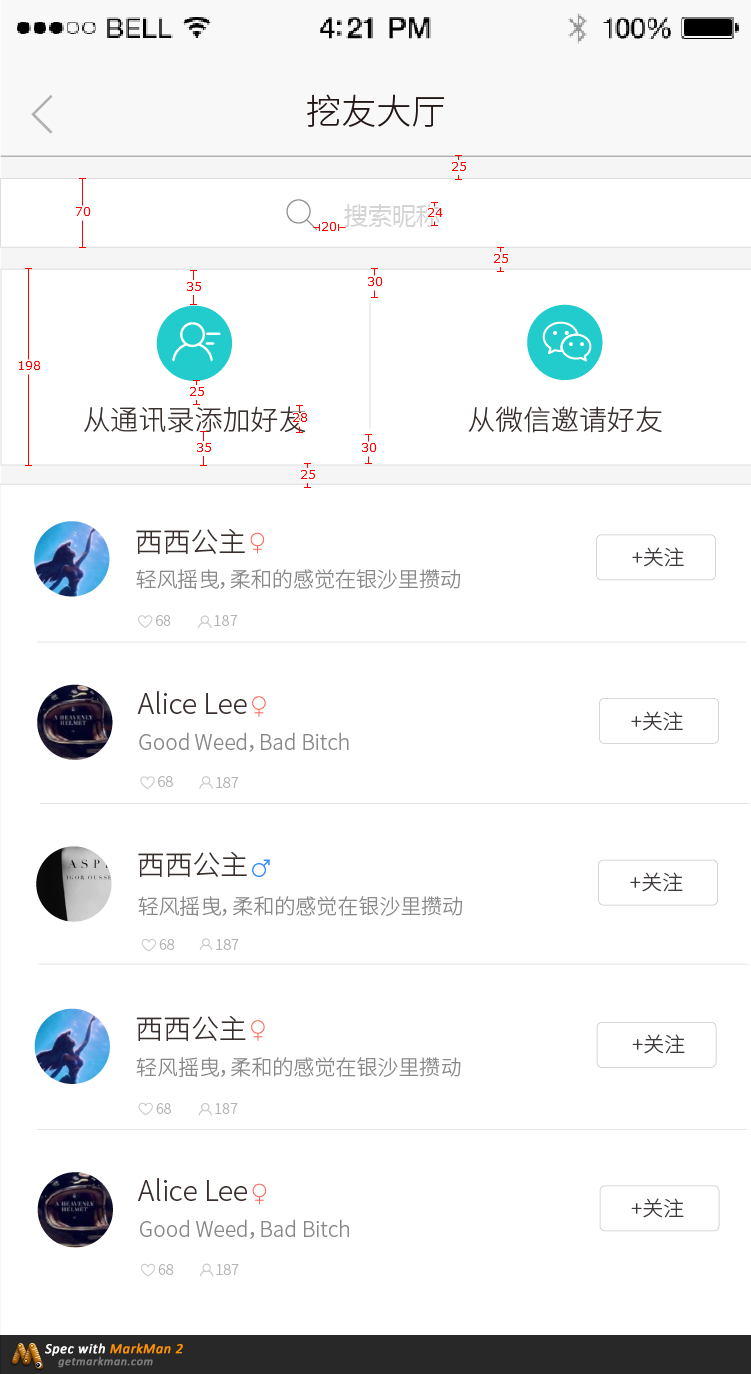 BELL 4:21 PM 100%
挖友大厅
25
70
搜索昵称
24
20
25
35
30
198
25
28
从通讯录添加好友
从微信邀请好友
35
30
25
西西公主♀
轻风摇曳，柔和的感觉在银沙里攒动
68 187
+关注
Alice Lee♀
Good Weed, Bad Bitch
68 187
+关注
A HEAVENLY
HELMET
西西公主♂
轻风摇曳，柔和的感觉在银沙里攒动
68 187
+关注
ASP
IGOR OUSSE
西西公主♀
轻风摇曳，柔和的感觉在银沙里攒动
68 187
+关注
Alice Lee♀
Good Weed, Bad Bitch
68 187
+关注
A HEAVENLY
HELMET
Spec with MarkMan 2
getmarkman.com